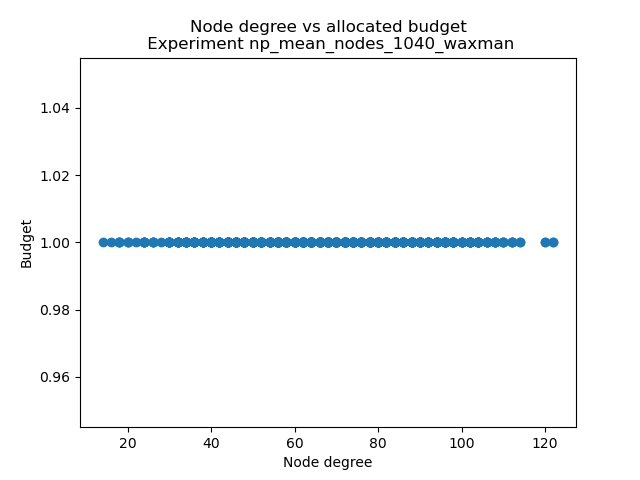 Node degree vs allocated budget
Experiment np_mean_nodes_1040_waxman
1.04
1.02
1.00
0.98
0.96
Budget
20
40
60
80
100
120
Node degree